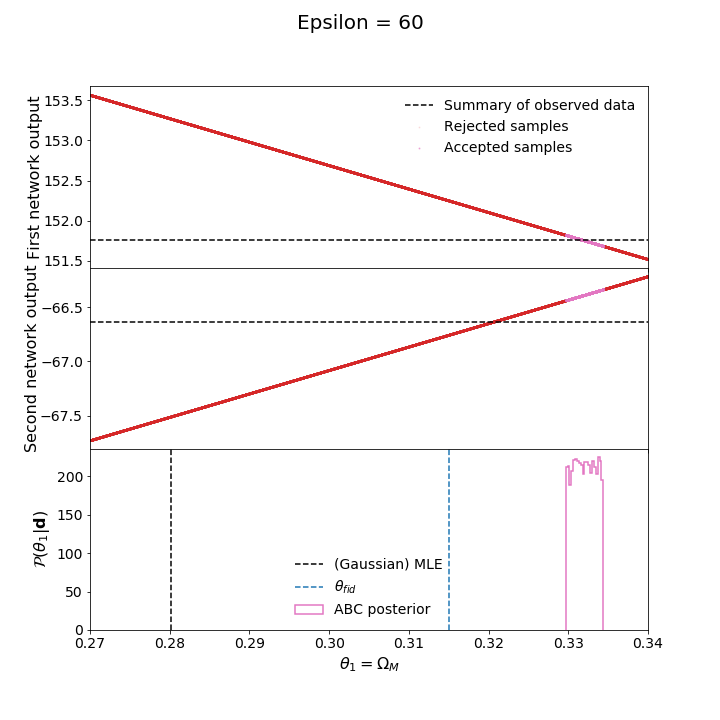 Epsilon = 60
First network output
153.5
153.0
152.5
152.0
151.5
Summary of observed data
Rejected samples
Accepted samples
Second network output
−66.5
−67.0
−67.5
𝒫(θ₁|𝐝)
200
150
100
50
0
(Gaussian) MLE
θ_fid
ABC posterior
0.27 0.28 0.29 0.30 0.31 0.32 0.33 0.34
θ₁ = Ω_M